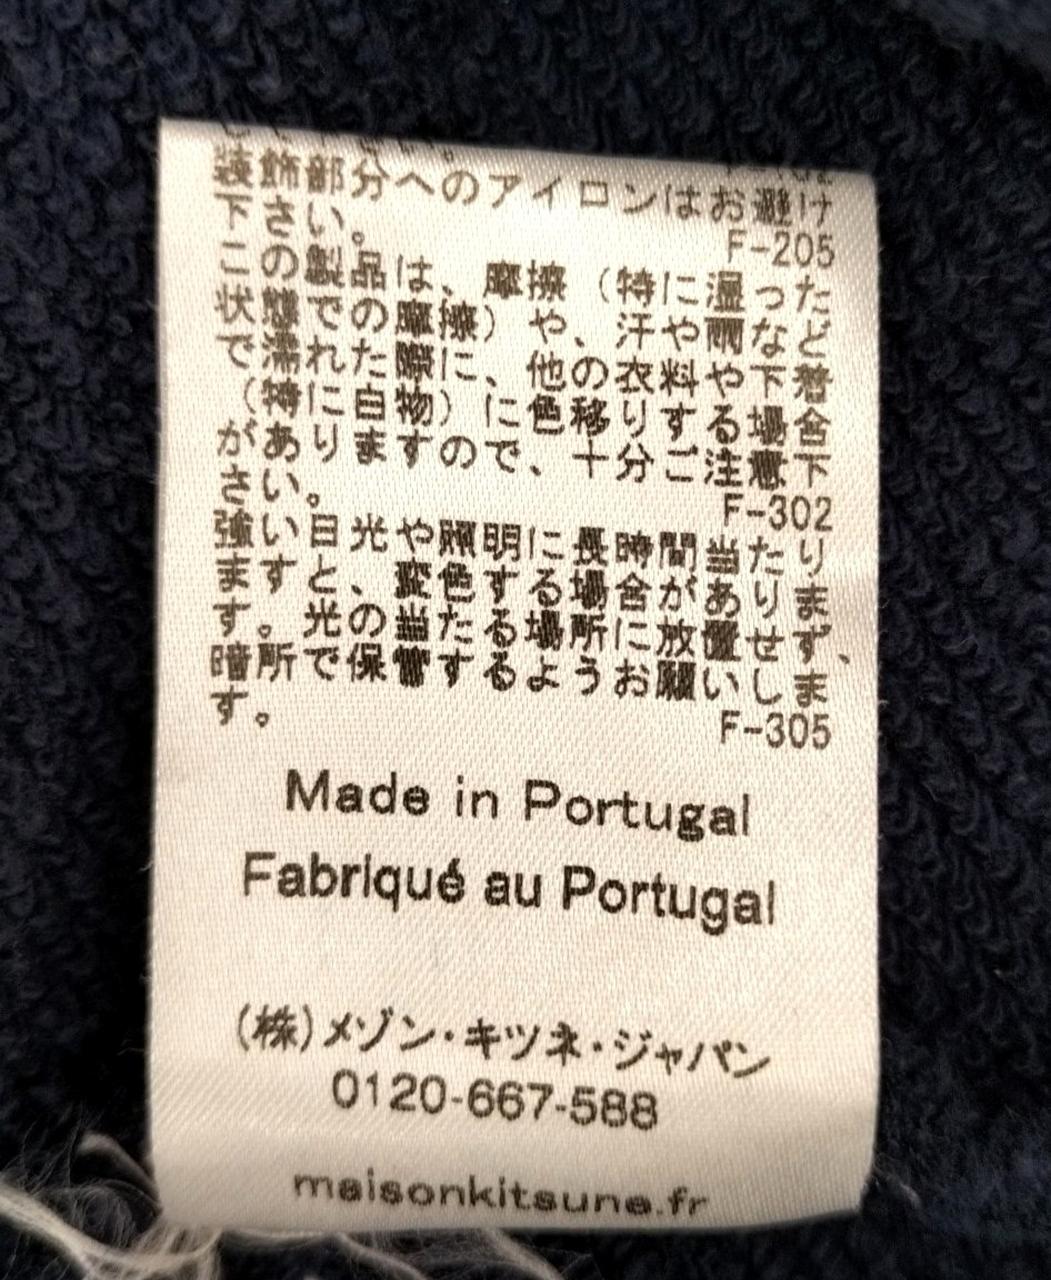 装飾部分へのアイロンはお避け
下さい。
F-205
この製品は、摩擦（特に湿った
状態での摩擦）や、汗や雨など
で濡れた際に、他の衣料や下着
（特に白物）に色移りする場合
があありますので、十分ご注意下
さい。
F-302
強い日光や照明に長時間当たり
ますと、変色する場合がありま
す。光の当たる場所に放置せず、
暗所で保管するようお願いしま
す。
F-305
Made in Portugal
Fabriqué au Portugal
(株)メゾン・キツネ・ジャパン
0120-667-588
maisonkitsune.fr